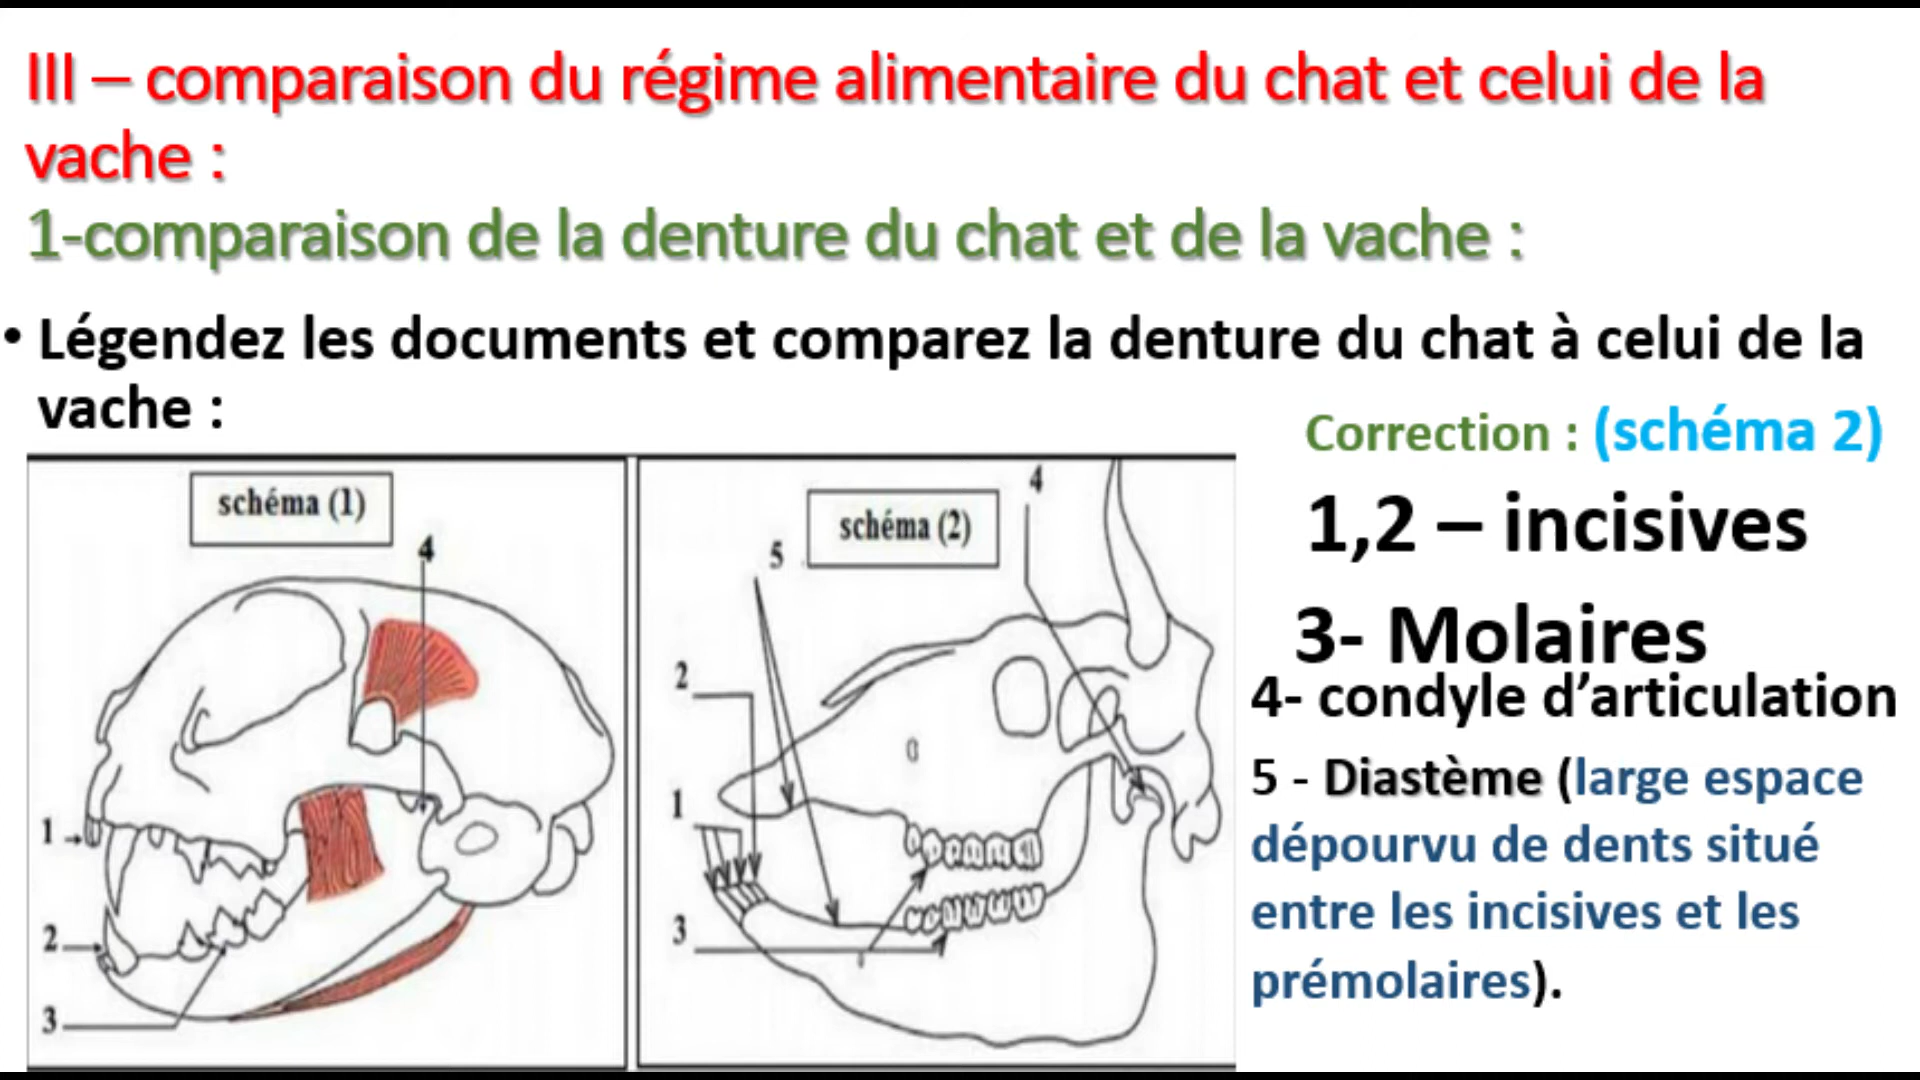 III – comparaison du régime alimentaire du chat et celui de la
vache :
1-comparaison de la denture du chat et de la vache :
• Légendez les documents et comparez la denture du chat à celui de la
vache :
Correction : (schéma 2)
1,2 – incisives
3- Molaires
4- condyle d’articulation
5 - Diastème (large espace
dépourvu de dents situé
entre les incisives et les
prémolaires).
schéma (1)
4
1
2
3
schéma (2)
4
5
2
1
3